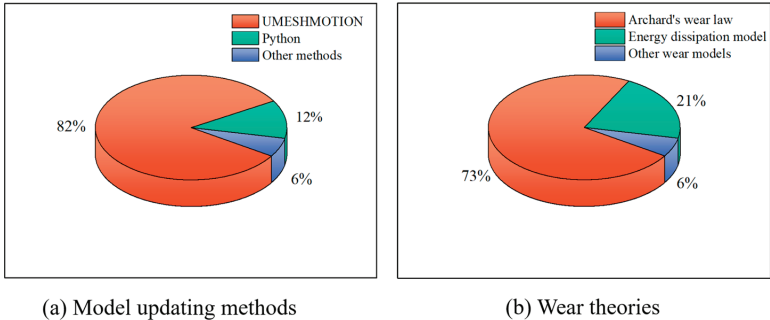 UMESHMOTION
Python
Other methods
82%
12%
6%
Archard's wear law
Energy dissipation model
Other wear models
21%
73%
6%
(a) Model updating methods
(b) Wear theories